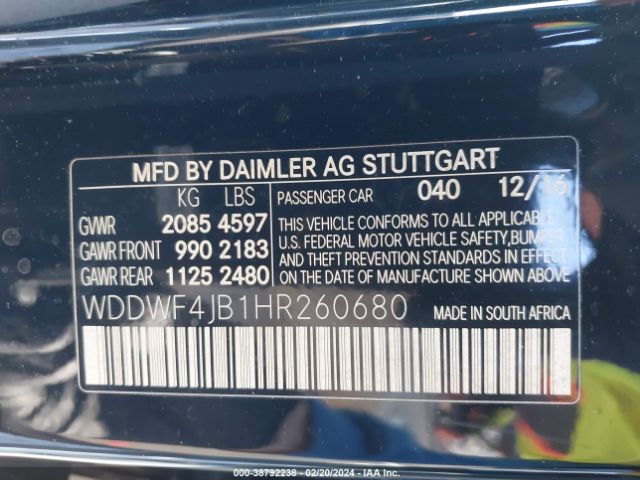 MFD BY DAIMLER AG STUTTGART
KG LBS PASSENGER CAR 040 12/16
GVWR 2085 4597
GAWR FRONT 990 2183
GAWR REAR 1125 2480
THIS VEHICLE CONFORMS TO ALL APPLICABLE
U.S. FEDERAL MOTOR VEHICLE SAFETY, BUMPER
AND THEFT PREVENTION STANDARDS IN EFFECT
ON THE DATE OF MANUFACTURE SHOWN ABOVE.
WDDWF4JB1HR260680 MADE IN SOUTH AFRICA
000-38792238 - 02/20/2024 - IAA Inc.